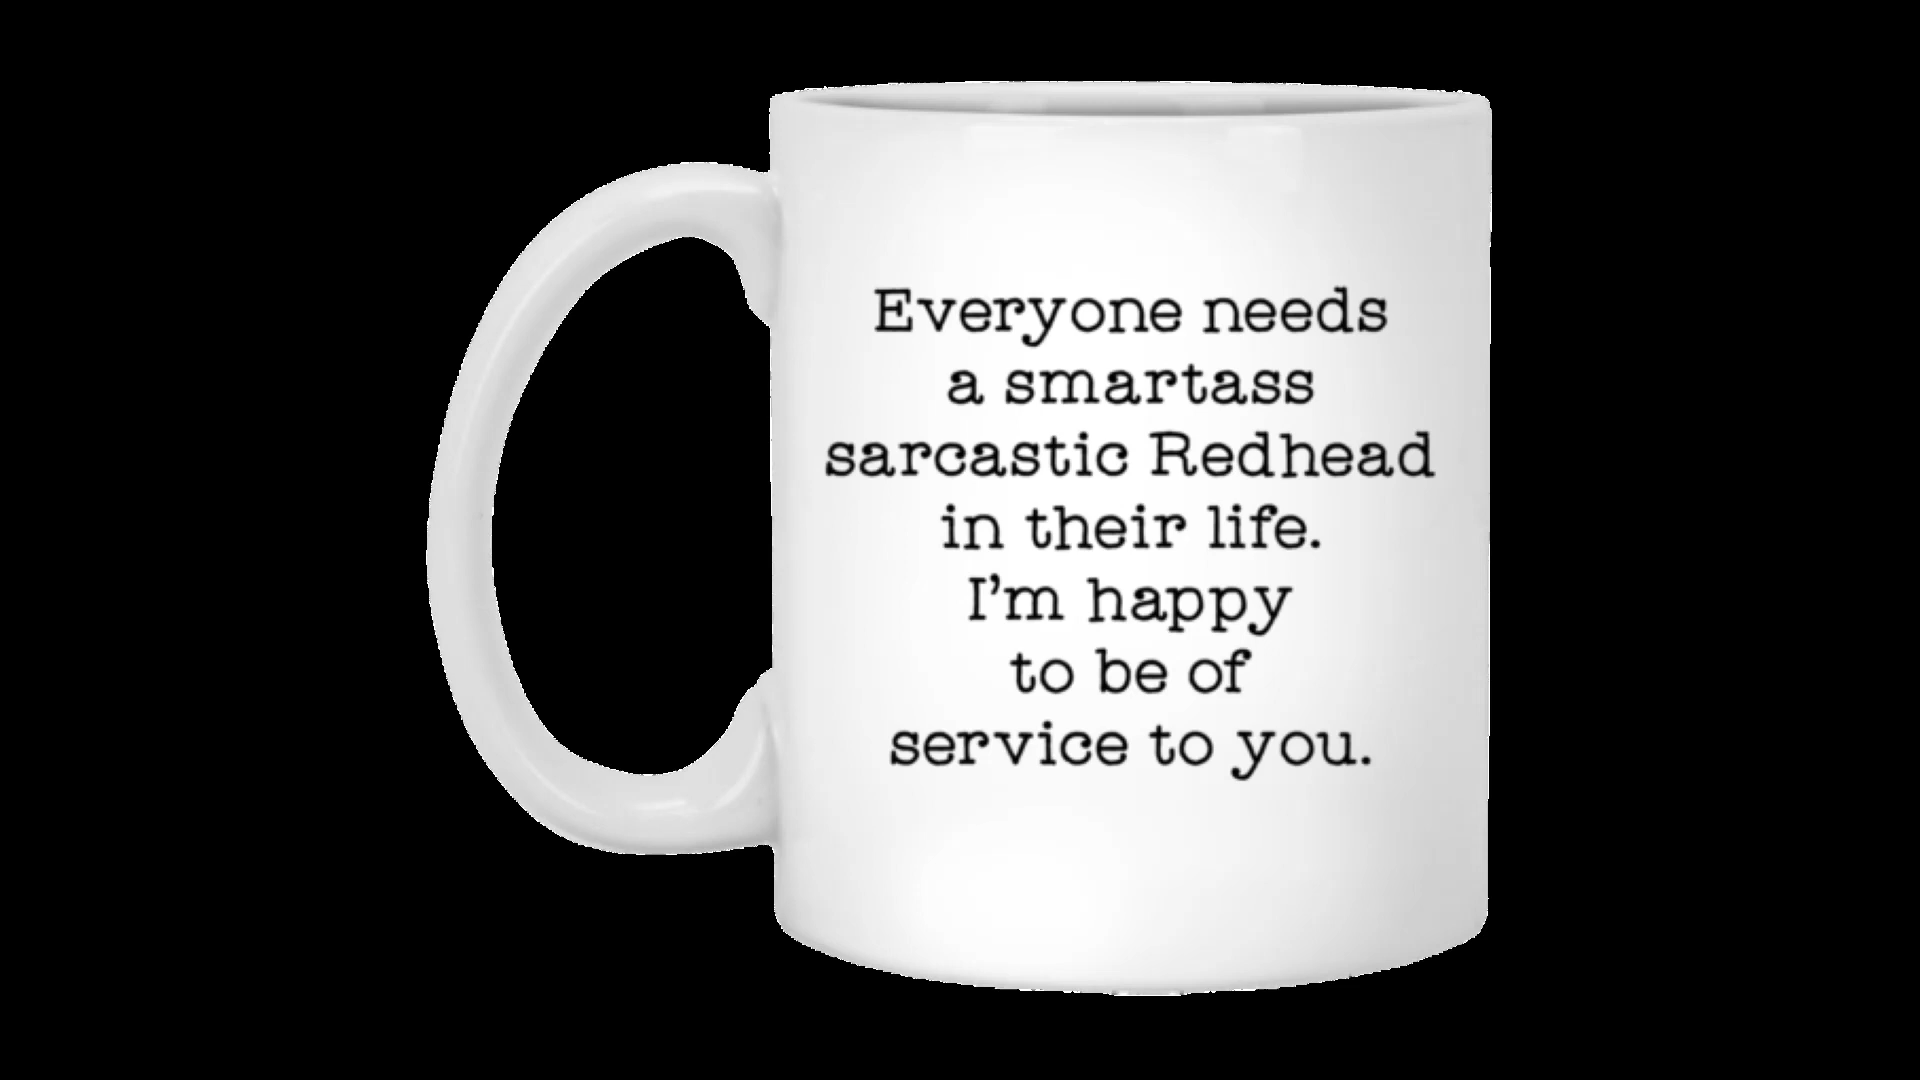 Everyone needs
a smartass
sarcastic Redhead
in their life.
I’m happy
to be of
service to you.